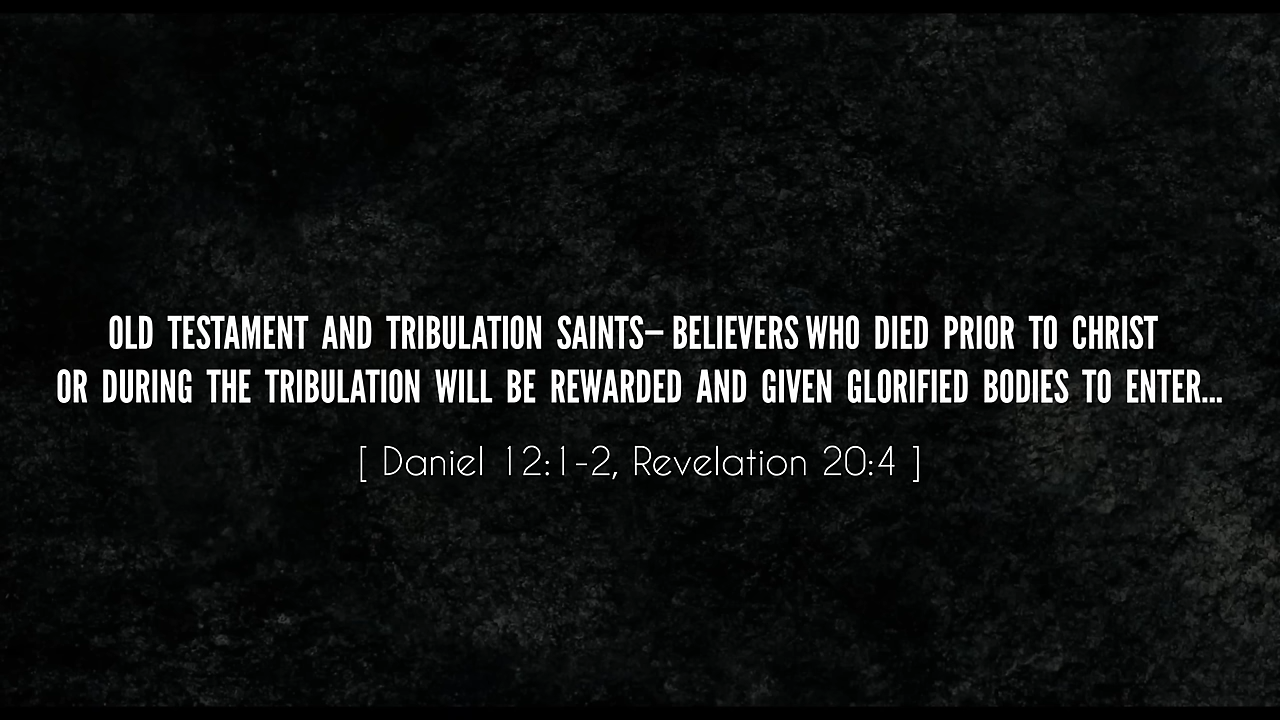 OLD TESTAMENT AND TRIBULATION SAINTS– BELIEVERS WHO DIED PRIOR TO CHRIST
OR DURING THE TRIBULATION WILL BE REWARDED AND GIVEN GLORIFIED BODIES TO ENTER...
[ Daniel 12:1-2, Revelation 20:4 ]